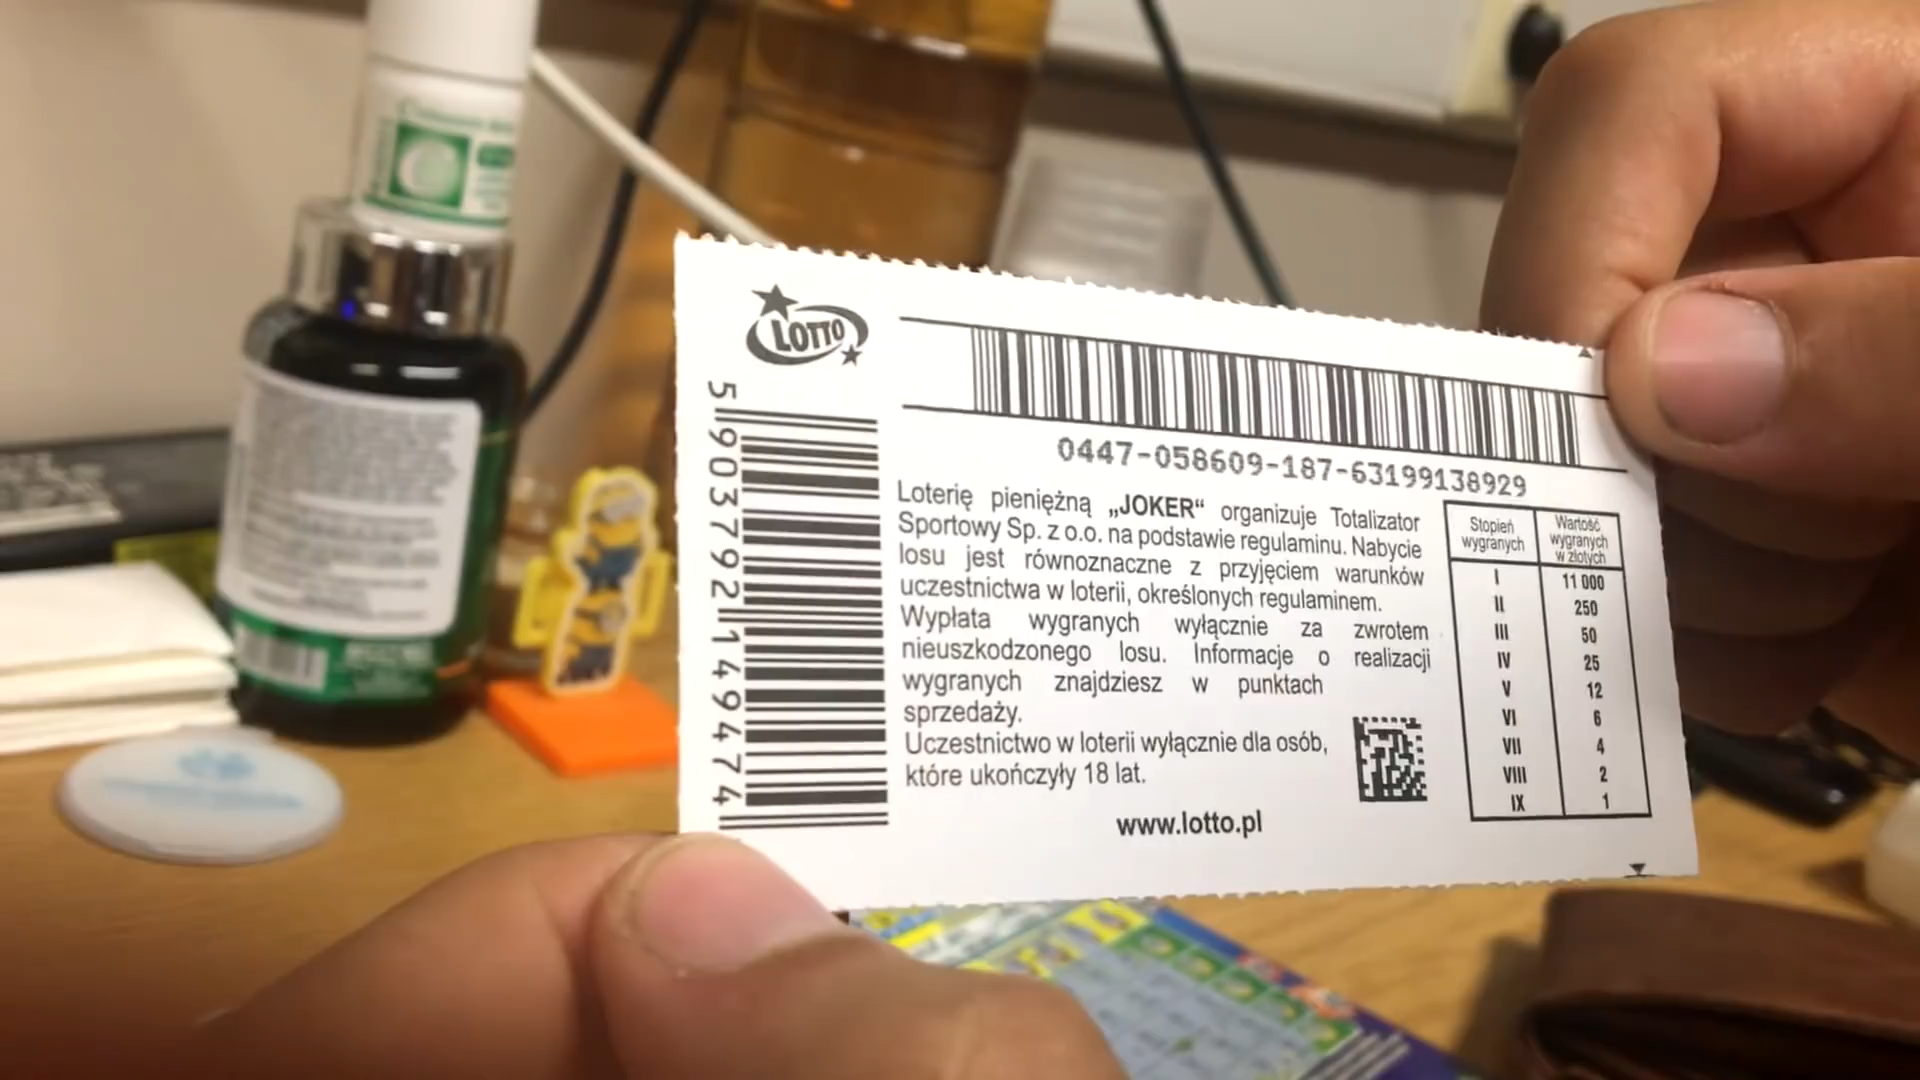 LOTTO
5 903792 149474
0447-058609-187-63199138929
Loterię pieniężną „JOKER“ organizuje Totalizator
Sportowy Sp. z o.o. na podstawie regulaminu. Nabycie
losu jest równoznaczne z przyjęciem warunków
uczestnictwa w loterii, określonych regulaminem.
Wypłata wygranych wyłącznie za zwrotem
nieuszkodzonego losu. Informacje o realizacji
wygranych znajdziesz w punktach
sprzedaży.
Uczestnictwo w loterii wyłącznie dla osób,
które ukończyły 18 lat.
www.lotto.pl
Stopień wygranych Wartość wygranych w złotych
I 11 000
II 250
III 50
IV 25
V 12
VI 6
VII 4
VIII 2
IX 1